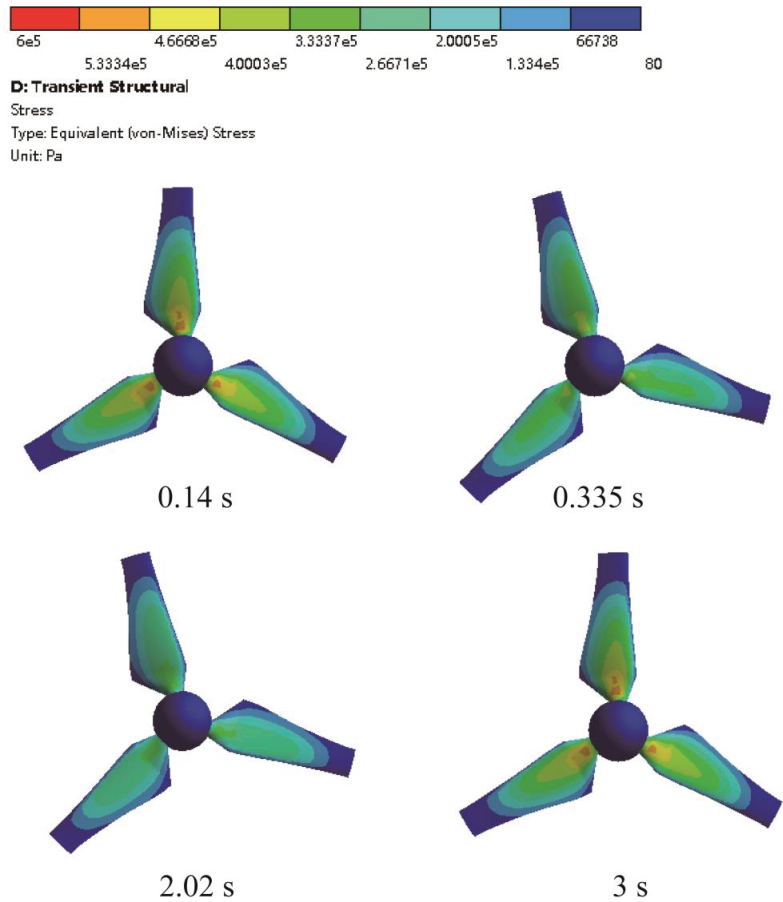 6e5 4.6668e5 3.3337e5 2.0005e5 66738
5.3334e5 4.0003e5 2.6671e5 1.334e5 80
D: Transient Structural
Stress
Type: Equivalent (von-Mises) Stress
Unit: Pa
0.14 s 0.335 s
2.02 s 3 s